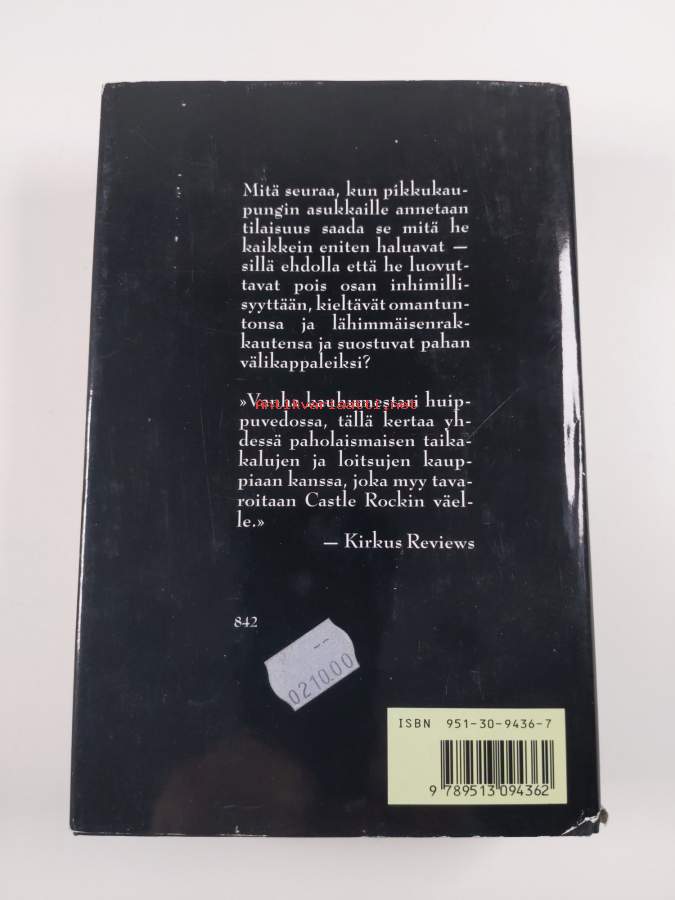 Mitä seuraa, kun pikkukau-
pungin asukkaille annetaan
tilaisuus saada se mitä he
kaikkein eniten haluavat —
sillä ehdolla että he luovut-
tavat pois osan inhimilli-
syyttään, kieltävät omantun-
tonsa ja lähimmäisenrak-
kautensa ja suostuvat pahan
välikappaleiksi?
»Vanha kauhumestari huip-
Antikvariaatti.net
puvedossa, tällä kertaa yh-
dessä paholaismaisen taika-
kalujen ja loitsujen kaup-
piaan kanssa, joka myy tava-
roitaan Castle Rockin väel-
le.»
— Kirkus Reviews
842
--
021000
ISBN 951-30-9436-7
9 789513 094362